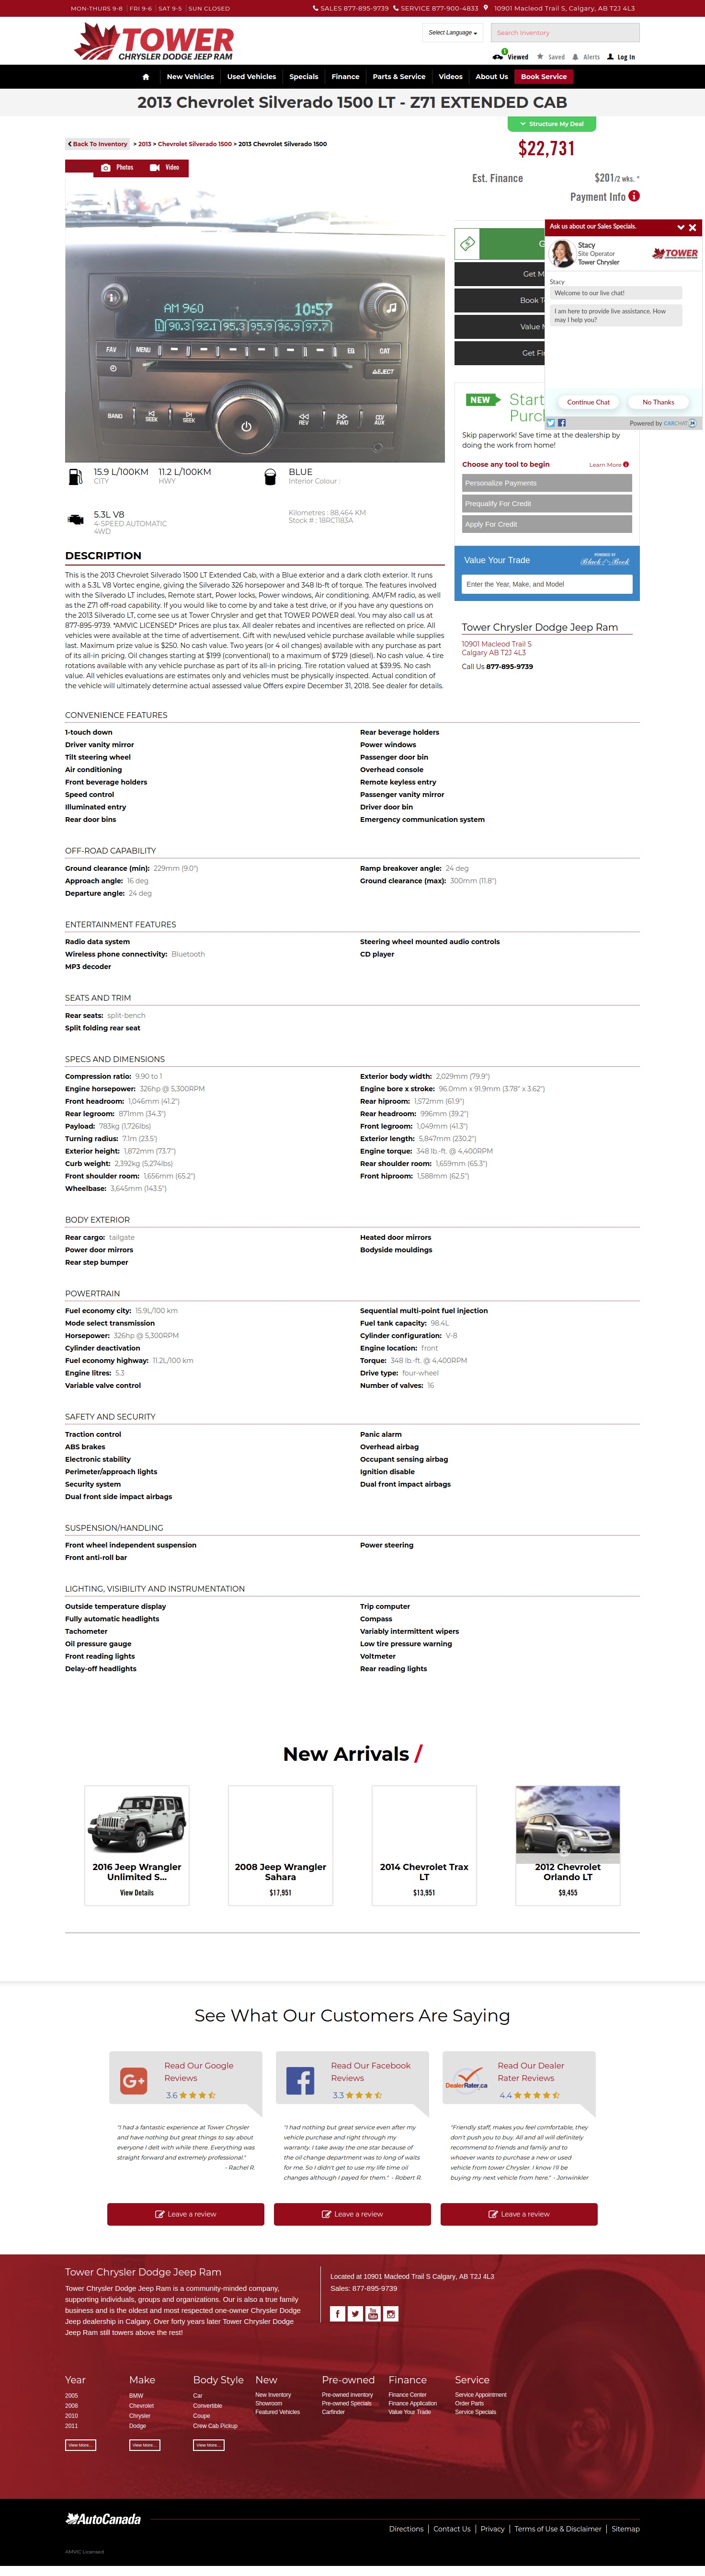 MON-THURS 9-8 FRI 9-6 SAT 9-5 SUN CLOSED
SALES 877-895-9739 SERVICE 877-900-4833 10901 Macleod Trail S, Calgary, AB T2J 4L3
TOWER
CHRYSLER DODGE JEEP RAM
Select Language
Search Inventory
1
Viewed Saved Alerts Log In
New Vehicles Used Vehicles Specials Finance Parts & Service Videos About Us Book Service
2013 Chevrolet Silverado 1500 LT - Z71 EXTENDED CAB
Structure My Deal
Back To Inventory > 2013 > Chevrolet Silverado 1500 > 2013 Chevrolet Silverado 1500
$22,731
Photos Video
Est. Finance $201/2 wks. *
Payment Info
AM 960 10:57
90.3 92.1 95.3 95.9 96.9 97.7
FAV MENU EQ CAT
EJECT
BAND SEEK SEEK REV FWD CD/AUX
G
Get M
Book T
Value M
Get Fi
Ask us about our Sales Specials.
Stacy
Site Operator
Tower Chrysler
TOWER
Stacy
Welcome to our live chat!
I am here to provide live assistance. How
may I help you?
Continue Chat No Thanks
Powered by CARCHAT 24
NEW Start
Purc
Skip paperwork! Save time at the dealership by
doing the work from home!
Choose any tool to begin Learn More
Personalize Payments
Prequalify For Credit
Apply For Credit
Value Your Trade
POWERED BY
Black Book
Enter the Year, Make, and Model
Tower Chrysler Dodge Jeep Ram
10901 Macleod Trail S
Calgary AB T2J 4L3
Call Us 877-895-9739
15.9 L/100KM 11.2 L/100KM BLUE
CITY HWY Interior Colour :
5.3L V8
4-SPEED AUTOMATIC
4WD
Kilometres : 88,464 KM
Stock # : 18RC1183A
DESCRIPTION
This is the 2013 Chevrolet Silverado 1500 LT Extended Cab, with a Blue exterior and a dark cloth exterior. It runs
with a 5.3L V8 Vortec engine, giving the Silverado 326 horsepower and 348 lb-ft of torque. The features involved
with the Silverado LT includes, Remote start, Power locks, Power windows, Air conditioning. AM/FM radio, as well
as the Z71 off-road capability. If you would like to come by and take a test drive, or if you have any questions on
the 2013 Silverado LT, come see us at Tower Chrysler and get that TOWER POWER deal. You may also call us at
877-895-9739. *AMVIC LICENSED* Prices are plus tax. All dealer rebates and incentives are reflected on price. All
vehicles were available at the time of advertisement. Gift with new/used vehicle purchase available while supplies
last. Maximum prize value is $250. No cash value. Two years (or 4 oil changes) available with any purchase as part
of its all-in pricing. Oil changes starting at $199 (conventional) to a maximum of $729 (diesel). No cash value. 4 tire
rotations available with any vehicle purchase as part of its all-in pricing. Tire rotation valued at $39.95. No cash
value. All vehicles evaluations are estimates only and vehicles must be physically inspected. Actual condition of
the vehicle will ultimately determine actual assessed value Offers expire December 31, 2018. See dealer for details.
CONVENIENCE FEATURES
1-touch down Rear beverage holders
Driver vanity mirror Power windows
Tilt steering wheel Passenger door bin
Air conditioning Overhead console
Front beverage holders Remote keyless entry
Speed control Passenger vanity mirror
Illuminated entry Driver door bin
Rear door bins Emergency communication system
OFF-ROAD CAPABILITY
Ground clearance (min): 229mm (9.0") Ramp breakover angle: 24 deg
Approach angle: 16 deg Ground clearance (max): 300mm (11.8")
Departure angle: 24 deg
ENTERTAINMENT FEATURES
Radio data system Steering wheel mounted audio controls
Wireless phone connectivity: Bluetooth CD player
MP3 decoder
SEATS AND TRIM
Rear seats: split-bench
Split folding rear seat
SPECS AND DIMENSIONS
Compression ratio: 9.90 to 1 Exterior body width: 2,029mm (79.9")
Engine horsepower: 326hp @ 5,300RPM Engine bore x stroke: 96.0mm x 91.9mm (3.78" x 3.62")
Front headroom: 1,046mm (41.2") Rear hiproom: 1,572mm (61.9")
Rear legroom: 871mm (34.3") Rear headroom: 996mm (39.2")
Payload: 783kg (1,726lbs) Front legroom: 1,049mm (41.3")
Turning radius: 7.1m (23.5') Exterior length: 5,847mm (230.2")
Exterior height: 1,872mm (73.7") Engine torque: 348 lb.-ft. @ 4,400RPM
Curb weight: 2,392kg (5,274lbs) Rear shoulder room: 1,659mm (65.3")
Front shoulder room: 1,656mm (65.2") Front hiproom: 1,588mm (62.5")
Wheelbase: 3,645mm (143.5")
BODY EXTERIOR
Rear cargo: tailgate Heated door mirrors
Power door mirrors Bodyside mouldings
Rear step bumper
POWERTRAIN
Fuel economy city: 15.9L/100 km Sequential multi-point fuel injection
Mode select transmission Fuel tank capacity: 98.4L
Horsepower: 326hp @ 5,300RPM Cylinder configuration: V-8
Cylinder deactivation Engine location: front
Fuel economy highway: 11.2L/100 km Torque: 348 lb.-ft. @ 4,400RPM
Engine litres: 5.3 Drive type: four-wheel
Variable valve control Number of valves: 16
SAFETY AND SECURITY
Traction control Panic alarm
ABS brakes Overhead airbag
Electronic stability Occupant sensing airbag
Perimeter/approach lights Ignition disable
Security system Dual front impact airbags
Dual front side impact airbags
SUSPENSION/HANDLING
Front wheel independent suspension Power steering
Front anti-roll bar
LIGHTING, VISIBILITY AND INSTRUMENTATION
Outside temperature display Trip computer
Fully automatic headlights Compass
Tachometer Variably intermittent wipers
Oil pressure gauge Low tire pressure warning
Front reading lights Voltmeter
Delay-off headlights Rear reading lights
New Arrivals /
2016 Jeep Wrangler
Unlimited S...
View Details
2008 Jeep Wrangler
Sahara
$17,951
2014 Chevrolet Trax
LT
$13,951
2012 Chevrolet
Orlando LT
$9,455
See What Our Customers Are Saying
Read Our Google
Reviews
3.6
"I had a fantastic experience at Tower Chrysler
and have nothing but great things to say about
everyone I delt with while there. Everything was
straight forward and extremely professional."
- Rachel R.
Leave a review
Read Our Facebook
Reviews
3.3
"I had nothing but great service even after my
vehicle purchase and right through my
warranty. I take away the one star because of
the oil change department was to long of waits
for me. So I didn't get to use my life time oil
changes although I payed for them." - Robert R.
Leave a review
DealerRater.ca
Read Our Dealer
Rater Reviews
4.4
"Friendly staff, makes you feel comfortable, they
don't push you to buy. All and all will definitely
recommend to friends and family and to
whoever wants to purchase a new or used
vehicle from tower Chrysler. I know I'll be
buying my next vehicle from here." - Jonwinkler
Leave a review
Tower Chrysler Dodge Jeep Ram
Tower Chrysler Dodge Jeep Ram is a community-minded company,
supporting individuals, groups and organizations. Our is also a true family
business and is the oldest and most respected one-owner Chrysler Dodge
Jeep dealership in Calgary. Over forty years later Tower Chrysler Dodge
Jeep Ram still towers above the rest!
Located at 10901 Macleod Trail S Calgary, AB T2J 4L3
Sales: 877-895-9739
Year
2005
2008
2010
2011
View More...
Make
BMW
Chevrolet
Chrysler
Dodge
View More...
Body Style
Car
Convertible
Coupe
Crew Cab Pickup
View More...
New
New Inventory
Showroom
Featured Vehicles
Pre-owned
Pre-owned inventory
Pre-owned Specials
Carfinder
Finance
Finance Center
Finance Application
Value Your Trade
Service
Service Appointment
Order Parts
Service Specials
AutoCanada
Directions | Contact Us | Privacy | Terms of Use & Disclaimer | Sitemap
AMVIC Licensed